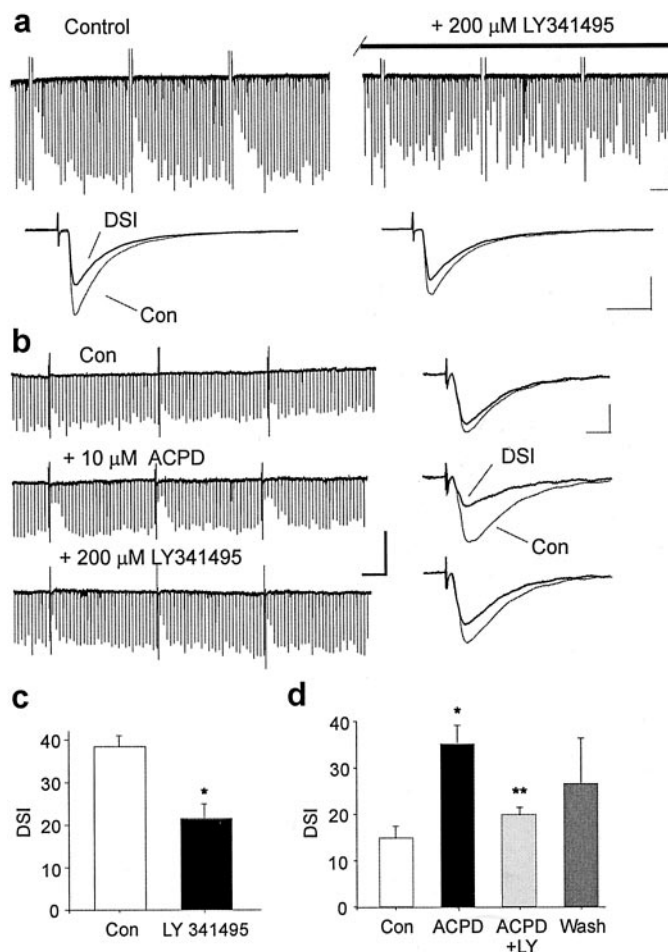 a
Control
+ 200 µM LY341495
DSI
Con
b
Con
+ 10 µM ACPD
DSI
+ 200 µM LY341495
Con
c
DSI
40
30
20
10
0
*
Con
LY 341495
d
DSI
40
30
20
10
0
*
**
Con
ACPD
ACPD
+LY
Wash